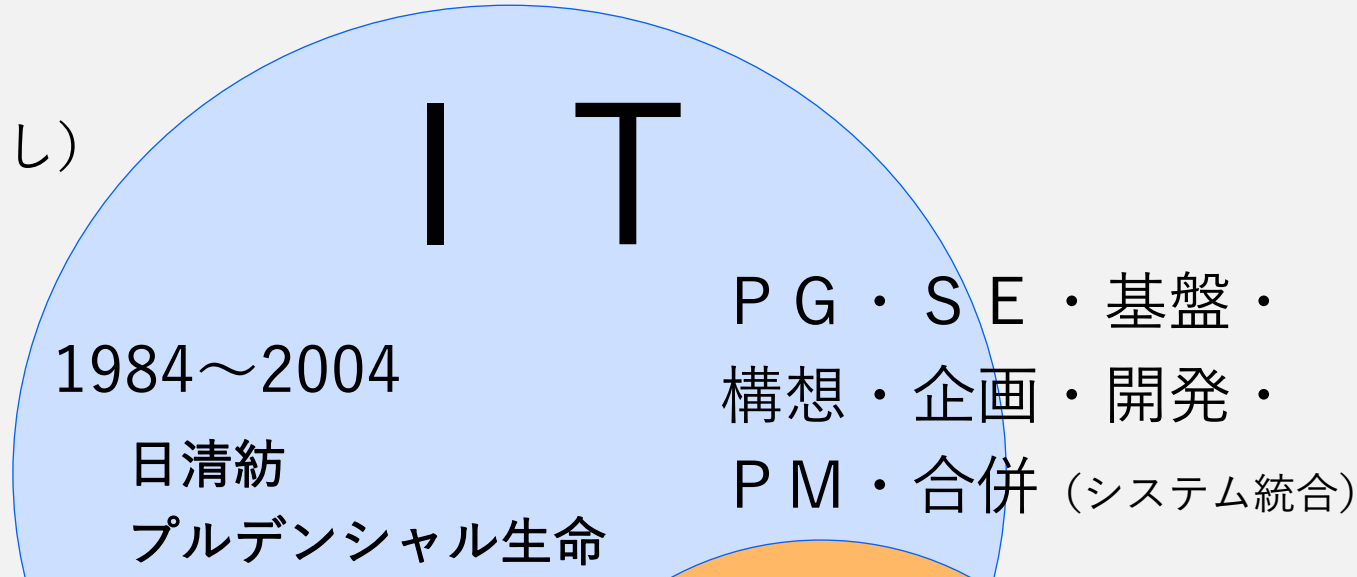 し）
ＩＴ
ＰＧ・ＳＥ・基盤・
1984～2004
構想・企画・開発・
日清紡
ＰＭ・合併（システム統合）
プルデンシャル生命